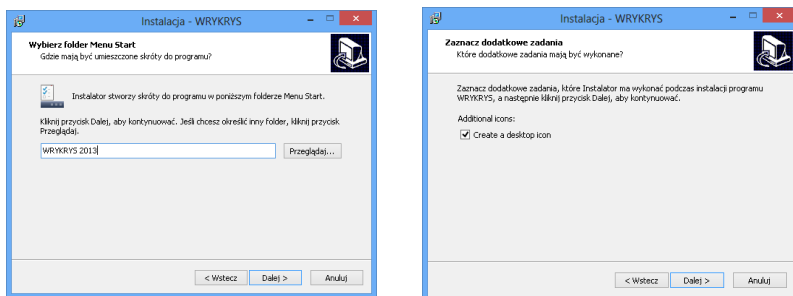 Instalacja - WRYKRYS
Wybierz folder Menu Start
Gdzie mają być umieszczone skróty do programu?
Instalator stworzy skróty do programu w poniższym folderze Menu Start.
Kliknij przycisk Dalej, aby kontynuować. Jeśli chcesz określić inny folder, kliknij przycisk
Przeglądaj.
WRYKRYS 2013
Przeglądaj...
< Wstecz
Dalej >
Anuluj
Instalacja - WRYKRYS
Zaznacz dodatkowe zadania
Które dodatkowe zadania mają być wykonane?
Zaznacz dodatkowe zadania, które Instalator ma wykonać podczas instalacji programu
WRYKRYS, a następnie kliknij przycisk Dalej, aby kontynuować.
Additional icons:
Create a desktop icon
< Wstecz
Dalej >
Anuluj